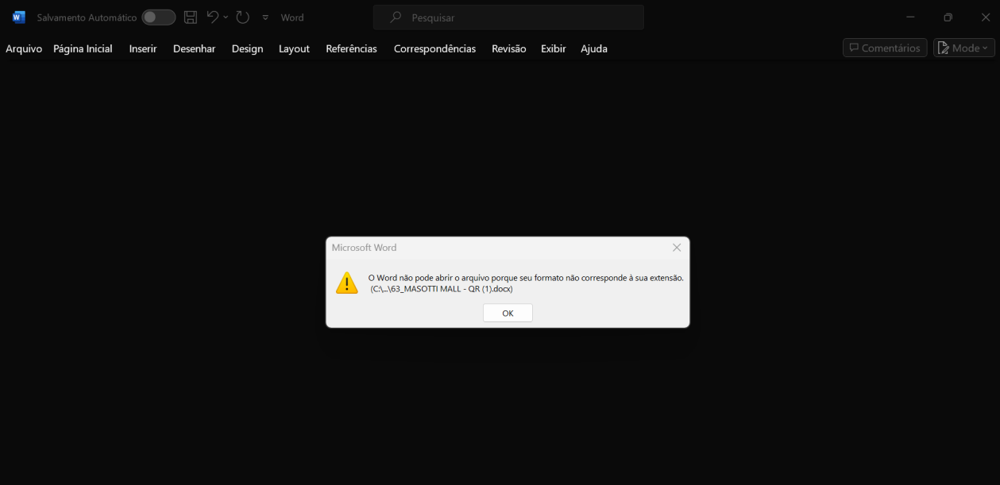 Salvamento Automático Word Pesquisar
Arquivo Página Inicial Inserir Desenhar Design Layout Referências Correspondências Revisão Exibir Ajuda Comentários Mode
Microsoft Word
O Word não pode abrir o arquivo porque seu formato não corresponde à sua extensão.
(C:\...\63_MASOTTI MALL - QR (1).docx)
OK